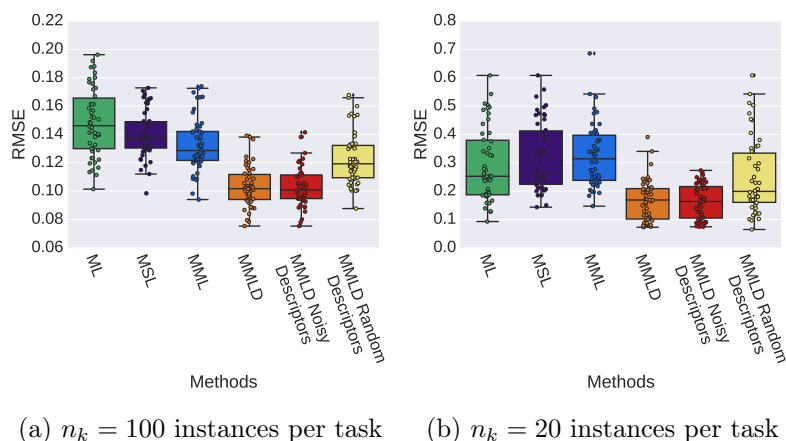 0.22
0.20
0.18
0.16
0.14
0.12
0.10
0.08
0.06
RMSE
ML
MSL
MML
MMLD
MMLD Noisy
Descriptors
MMLD Random
Descriptors
Methods
(a) nₖ = 100 instances per task
0.8
0.7
0.6
0.5
0.4
0.3
0.2
0.1
0.0
RMSE
ML
MSL
MML
MMLD
MMLD Noisy
Descriptors
MMLD Random
Descriptors
Methods
(b) nₖ = 20 instances per task